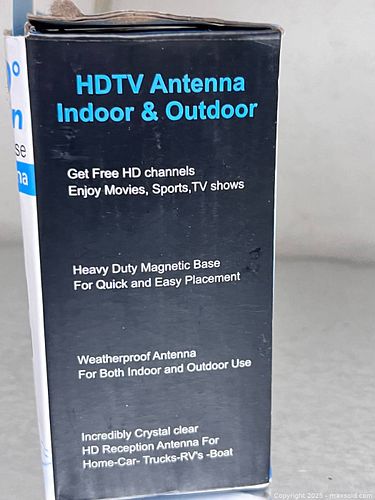 HDTV Antenna
Indoor & Outdoor
Get Free HD channels
Enjoy Movies, Sports,TV shows
Heavy Duty Magnetic Base
For Quick and Easy Placement
Weatherproof Antenna
For Both Indoor and Outdoor Use
Incredibly Crystal clear
HD Reception Antenna For
Home-Car- Trucks-RV's -Boat
Copyright 2025 - maxsold.com